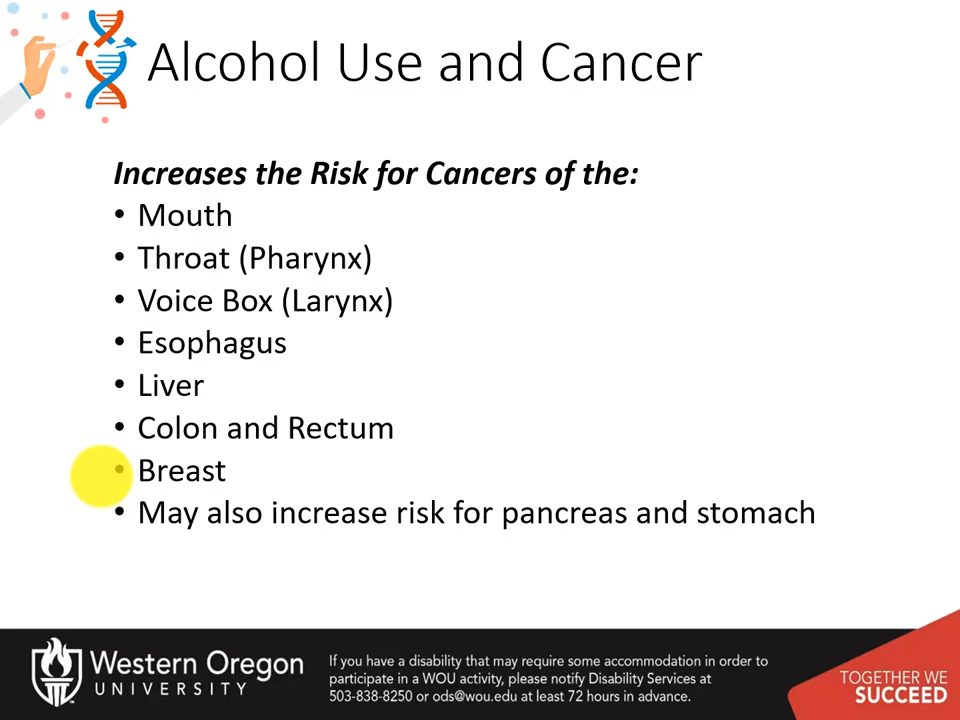 Alcohol Use and Cancer
Increases the Risk for Cancers of the:
• Mouth
• Throat (Pharynx)
• Voice Box (Larynx)
• Esophagus
• Liver
• Colon and Rectum
• Breast
• May also increase risk for pancreas and stomach
Western Oregon
UNIVERSITY
If you have a disability that may require some accommodation in order to
participate in a WOU activity, please notify Disability Services at
503-838-8250 or ods@wou.edu at least 72 hours in advance.
TOGETHER WE
SUCCEED